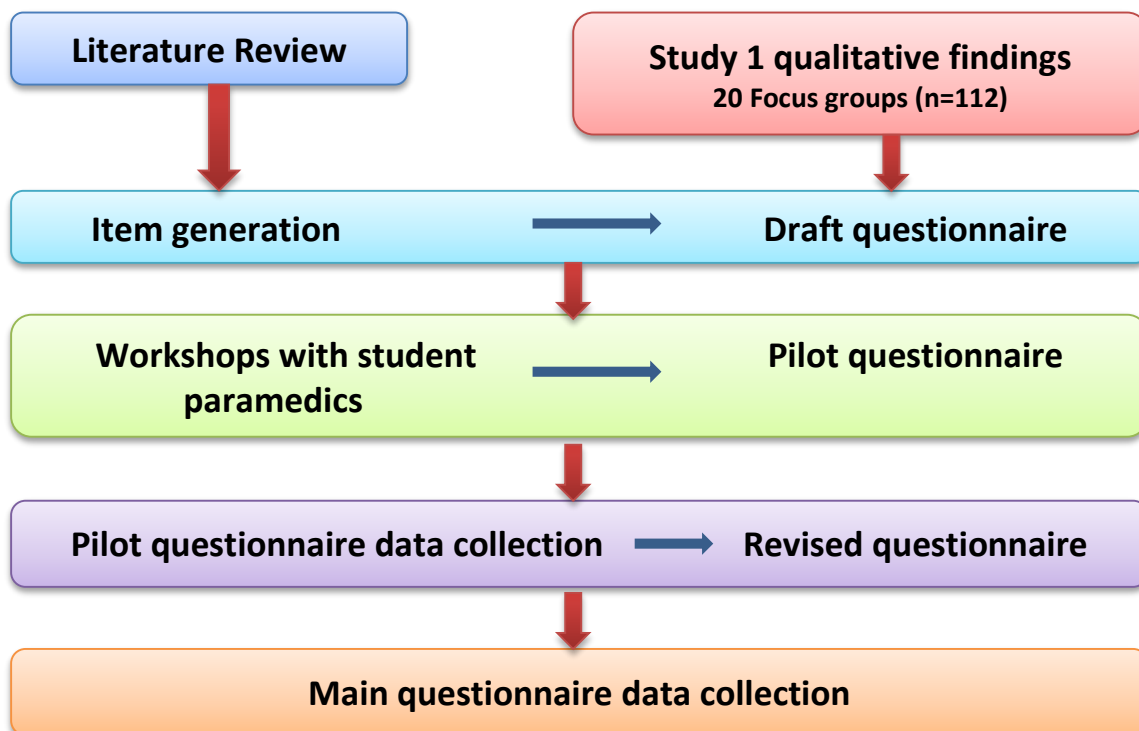 Literature Review
Study 1 qualitative findings
20 Focus groups (n=112)
Item generation
Draft questionnaire
Workshops with student
paramedics
Pilot questionnaire
Pilot questionnaire data collection
Revised questionnaire
Main questionnaire data collection